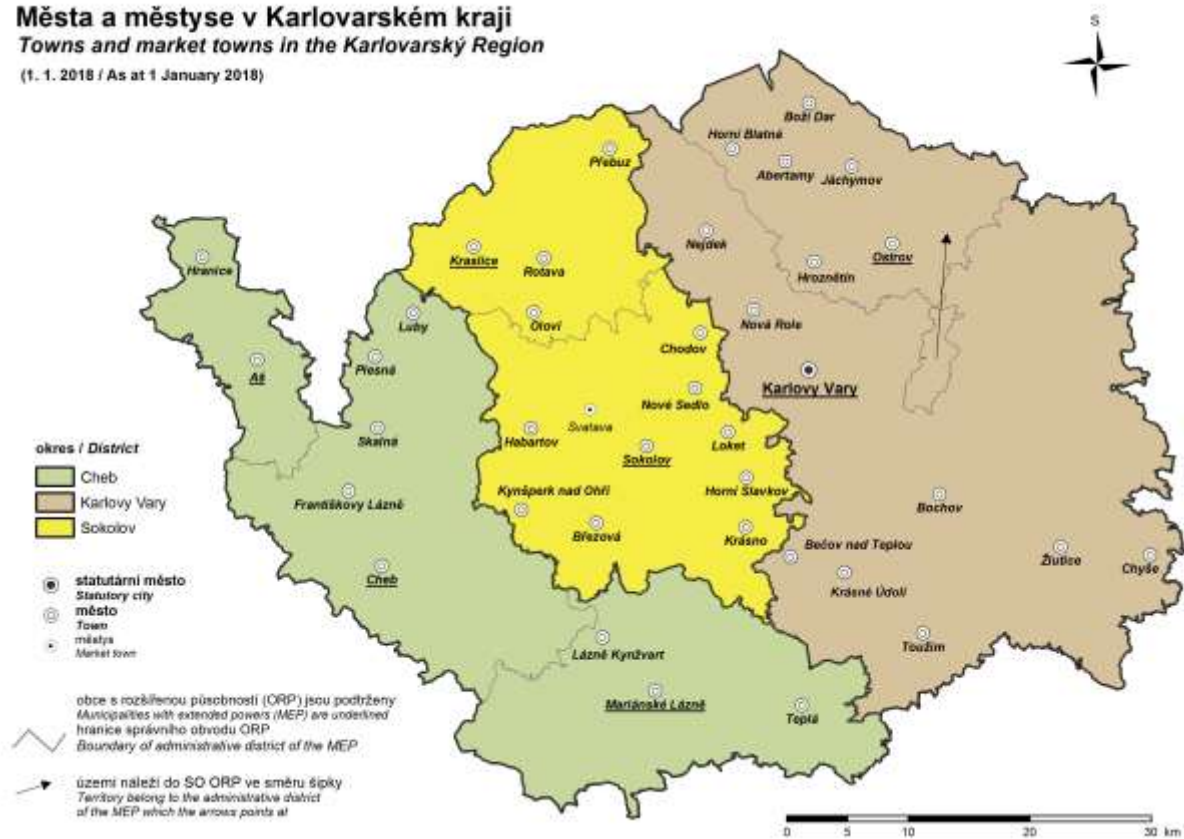 Města a městyse v Karlovarském kraji
Towns and market towns in the Karlovarský Region
(1. 1. 2018 / As at 1 January 2018)
S
Boží Dar
Horní Blatná
Přebuz
Abertamy
Jáchymov
Nejdek
Kraslice
Ostrov
Hranice
Rotava
Hroznětín
Luby
Oloví
Nová Role
Chodov
Plesná
Aš
Karlovy Vary
Nové Sedlo
Svatava
Skalná
Habartov
Loket
Sokolov
okres / District
Cheb
Karlovy Vary
Sokolov
Kynšperk nad Ohří
Horní Slavkov
Františkovy Lázně
Bochov
Březová
Krásno
Bečov nad Teplou
Žlutice
Chyše
Cheb
Krásné Údolí
statutární město
Statutory city
město
Town
městys
Market town
Toužim
Lázně Kynžvart
Mariánské Lázně
Teplá
obce s rozšířenou působností (ORP) jsou podtrženy
Municipalities with extended powers (MEP) are underlined
hranice správního obvodu ORP
Boundary of administrative district of the MEP
území náleží do SO ORP ve směru šipky
Territory belong to the administrative district
of the MEP which the arrows points at
0 5 10 20 30 km